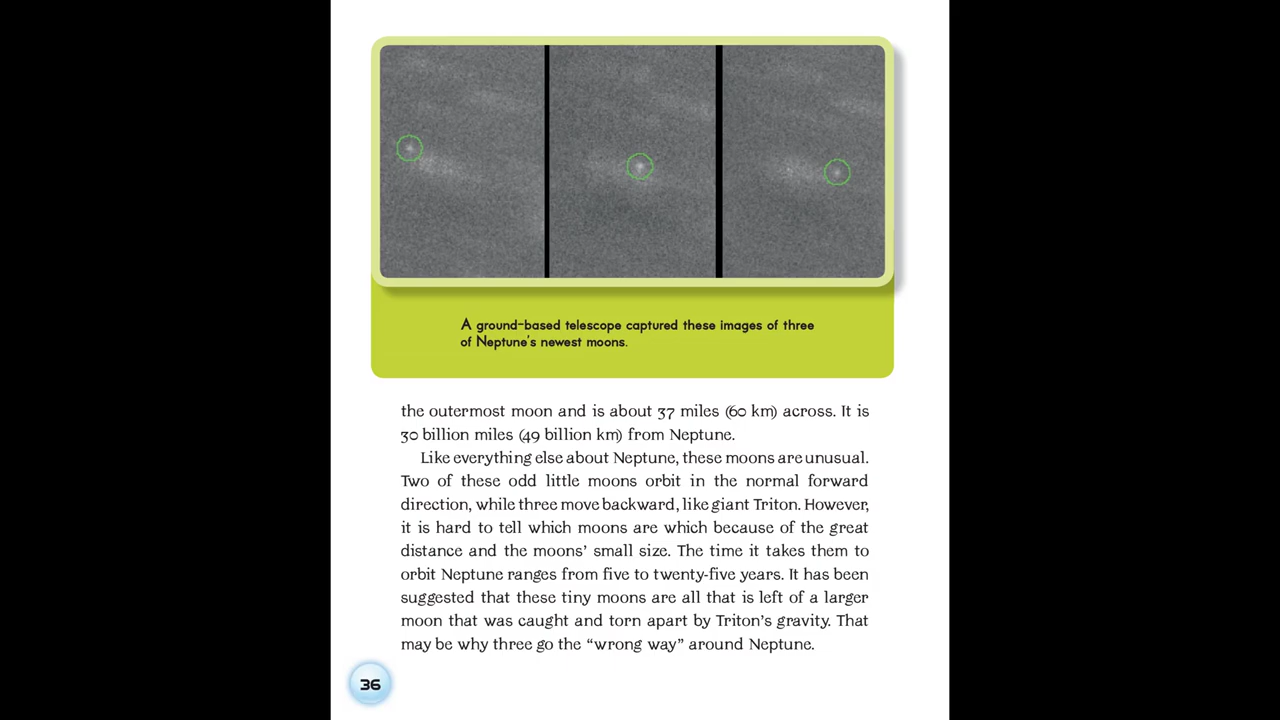 A ground-based telescope captured these images of three
of Neptune's newest moons.
the outermost moon and is about 37 miles (60 km) across. It is
30 billion miles (49 billion km) from Neptune.
Like everything else about Neptune, these moons are unusual.
Two of these odd little moons orbit in the normal forward
direction, while three move backward, like giant Triton. However,
it is hard to tell which moons are which because of the great
distance and the moons' small size. The time it takes them to
orbit Neptune ranges from five to twenty-five years. It has been
suggested that these tiny moons are all that is left of a larger
moon that was caught and torn apart by Triton's gravity. That
may be why three go the “wrong way” around Neptune.
36